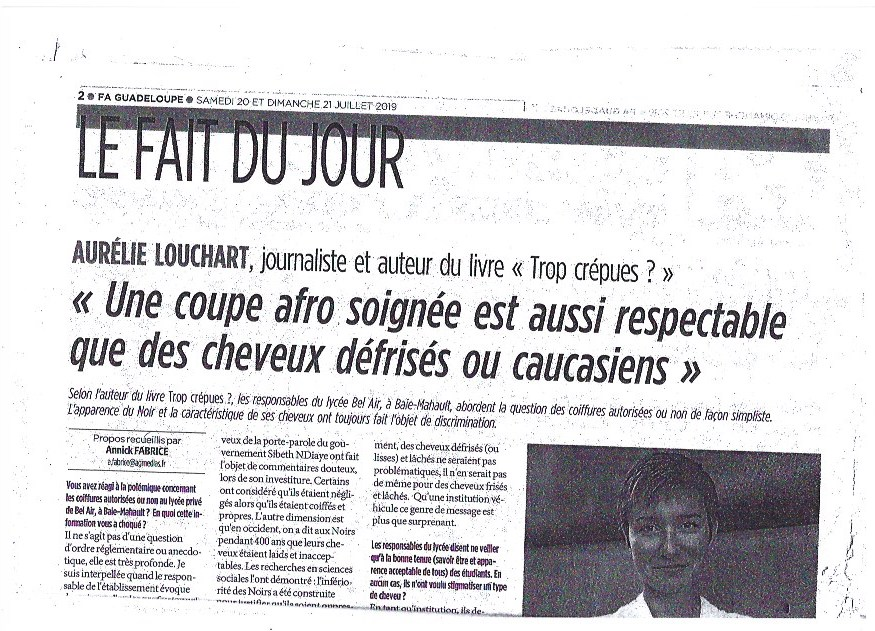 2 ● FA GUADELOUPE ● SAMEDI 20 ET DIMANCHE 21 JUILLET 2019
LE FAIT DU JOUR
AURÉLIE LOUCHART, journaliste et auteur du livre « Trop crépues ? »
« Une coupe afro soignée est aussi respectable
que des cheveux défrisés ou caucasiens »
Selon l'auteur du livre Trop crépues ?, les responsables du lycée Bel Air, à Baie-Mahault, abordent la question des coiffures autorisées ou non de façon simpliste.
L'apparence du Noir et la caractéristique de ses cheveux ont toujours fait l'objet de discrimination.
Propos recueillis par
Annick FABRICE
a.fabrice@agmedias.fr
Vous avez réagi à la polémique concernant
les coiffures autorisées ou non au lycée privé
de Bel Air, à Baie-Mahault ? En quoi cette in-
formation vous a choqué ?
Il ne s'agit pas d'une question
d'ordre réglementaire ou anecdo-
tique, elle est très profonde. Je
suis interpellée quand le respon-
sable de l'établissement évoque
veux de la porte-parole du gou-
vernement Sibeth NDiaye ont fait
l'objet de commentaires douteux,
lors de son investiture. Certains
ont considéré qu'ils étaient négli-
gés alors qu'ils étaient coiffés et
propres. L'autre dimension est
qu'en occident, on a dit aux Noirs
pendant 400 ans que leurs che-
veux étaient laids et inaccep-
tables. Les recherches en sciences
sociales l'ont démontré : l'inféríio-
rité des Noirs a été construite
pour justifier qu'ils soient
ment, des cheveux défrisés (ou
lisses) et lâchés ne seraient pas
problématiques, il n'en serait pas
de même pour des cheveux frisés
et lâchés. Qu'une institution vé-
hicule ce genre de message est
plus que surprenant.
Les responsables du lycée disent ne veiller
qu'à la bonne tenue (savoir être et appa-
rence acceptable de tous) des étudiants. En
aucun cas, ils n'ont voulu stigmatiser un type
de cheveu ?
En tant qu'institution, ils de-